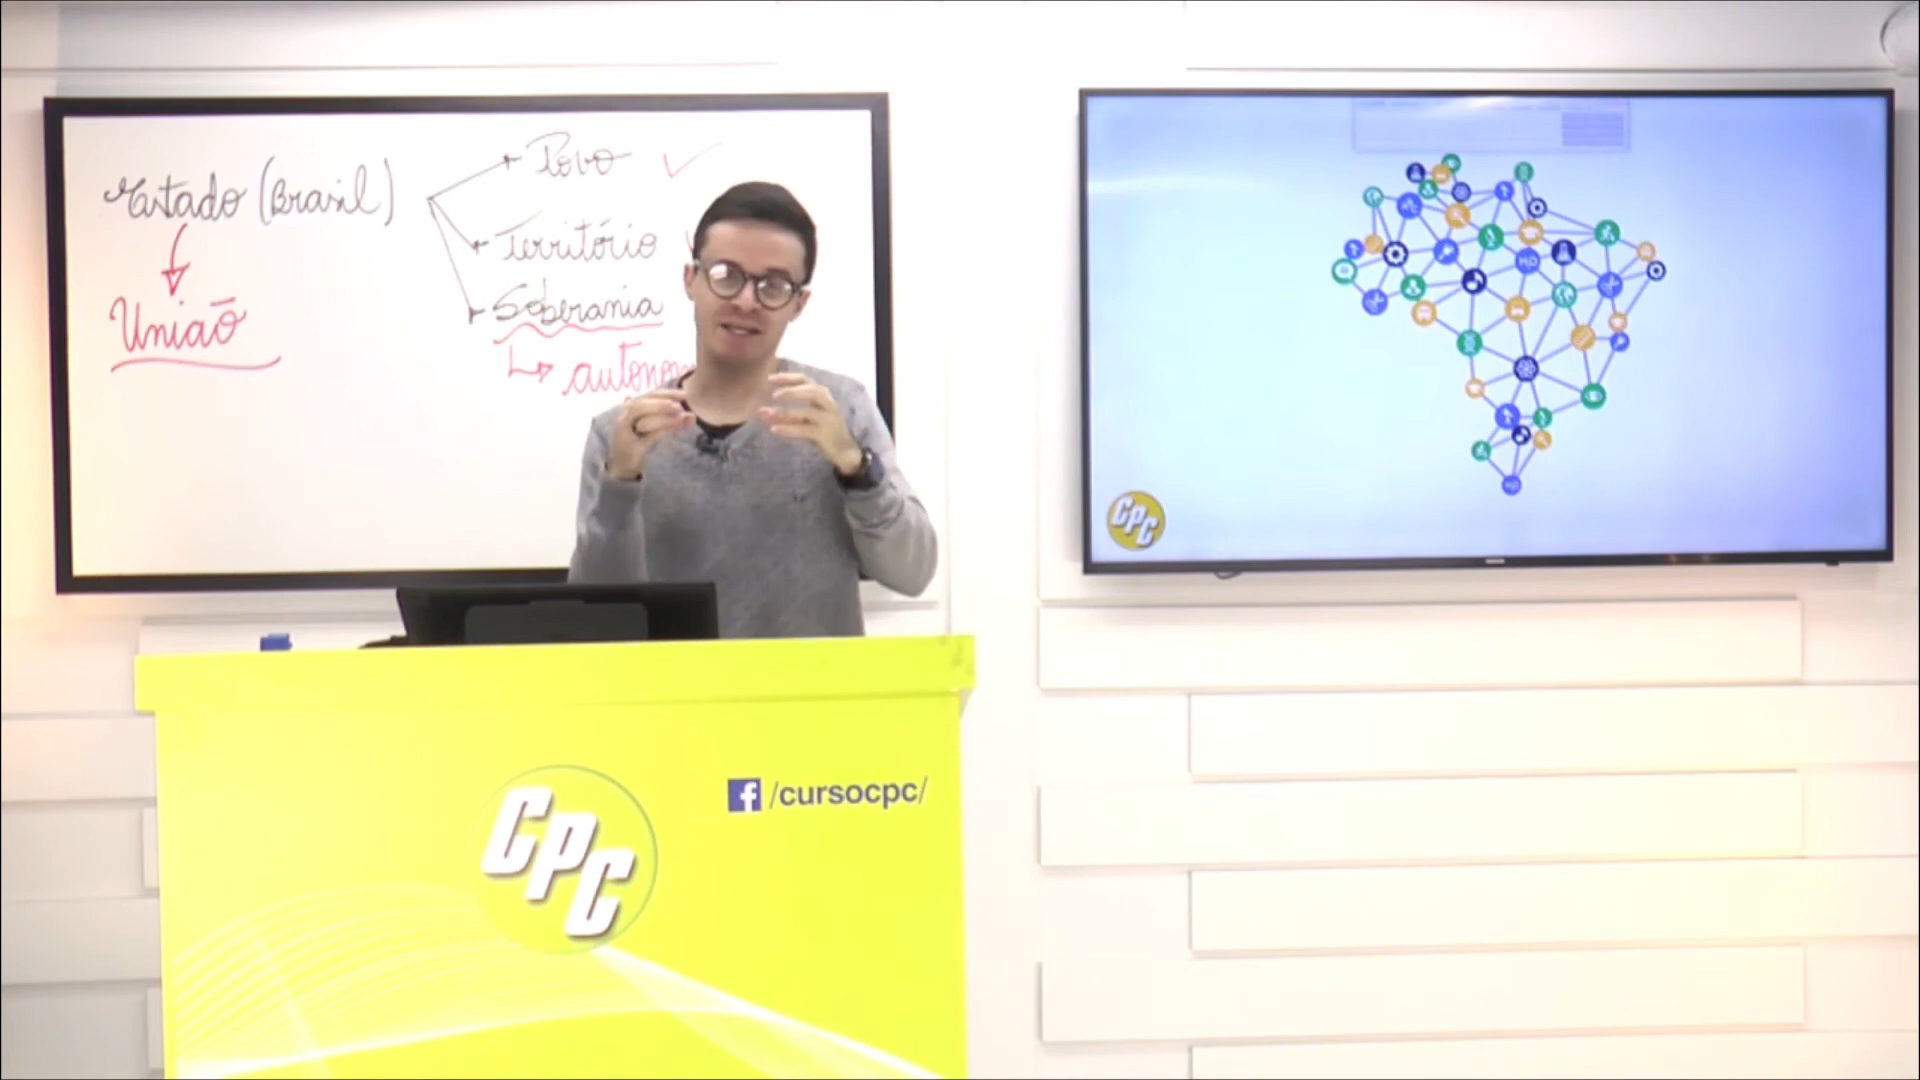 Estado (Brasil)
Povo
Território
Soberania
União
CPC
/cursocpc/
CPC